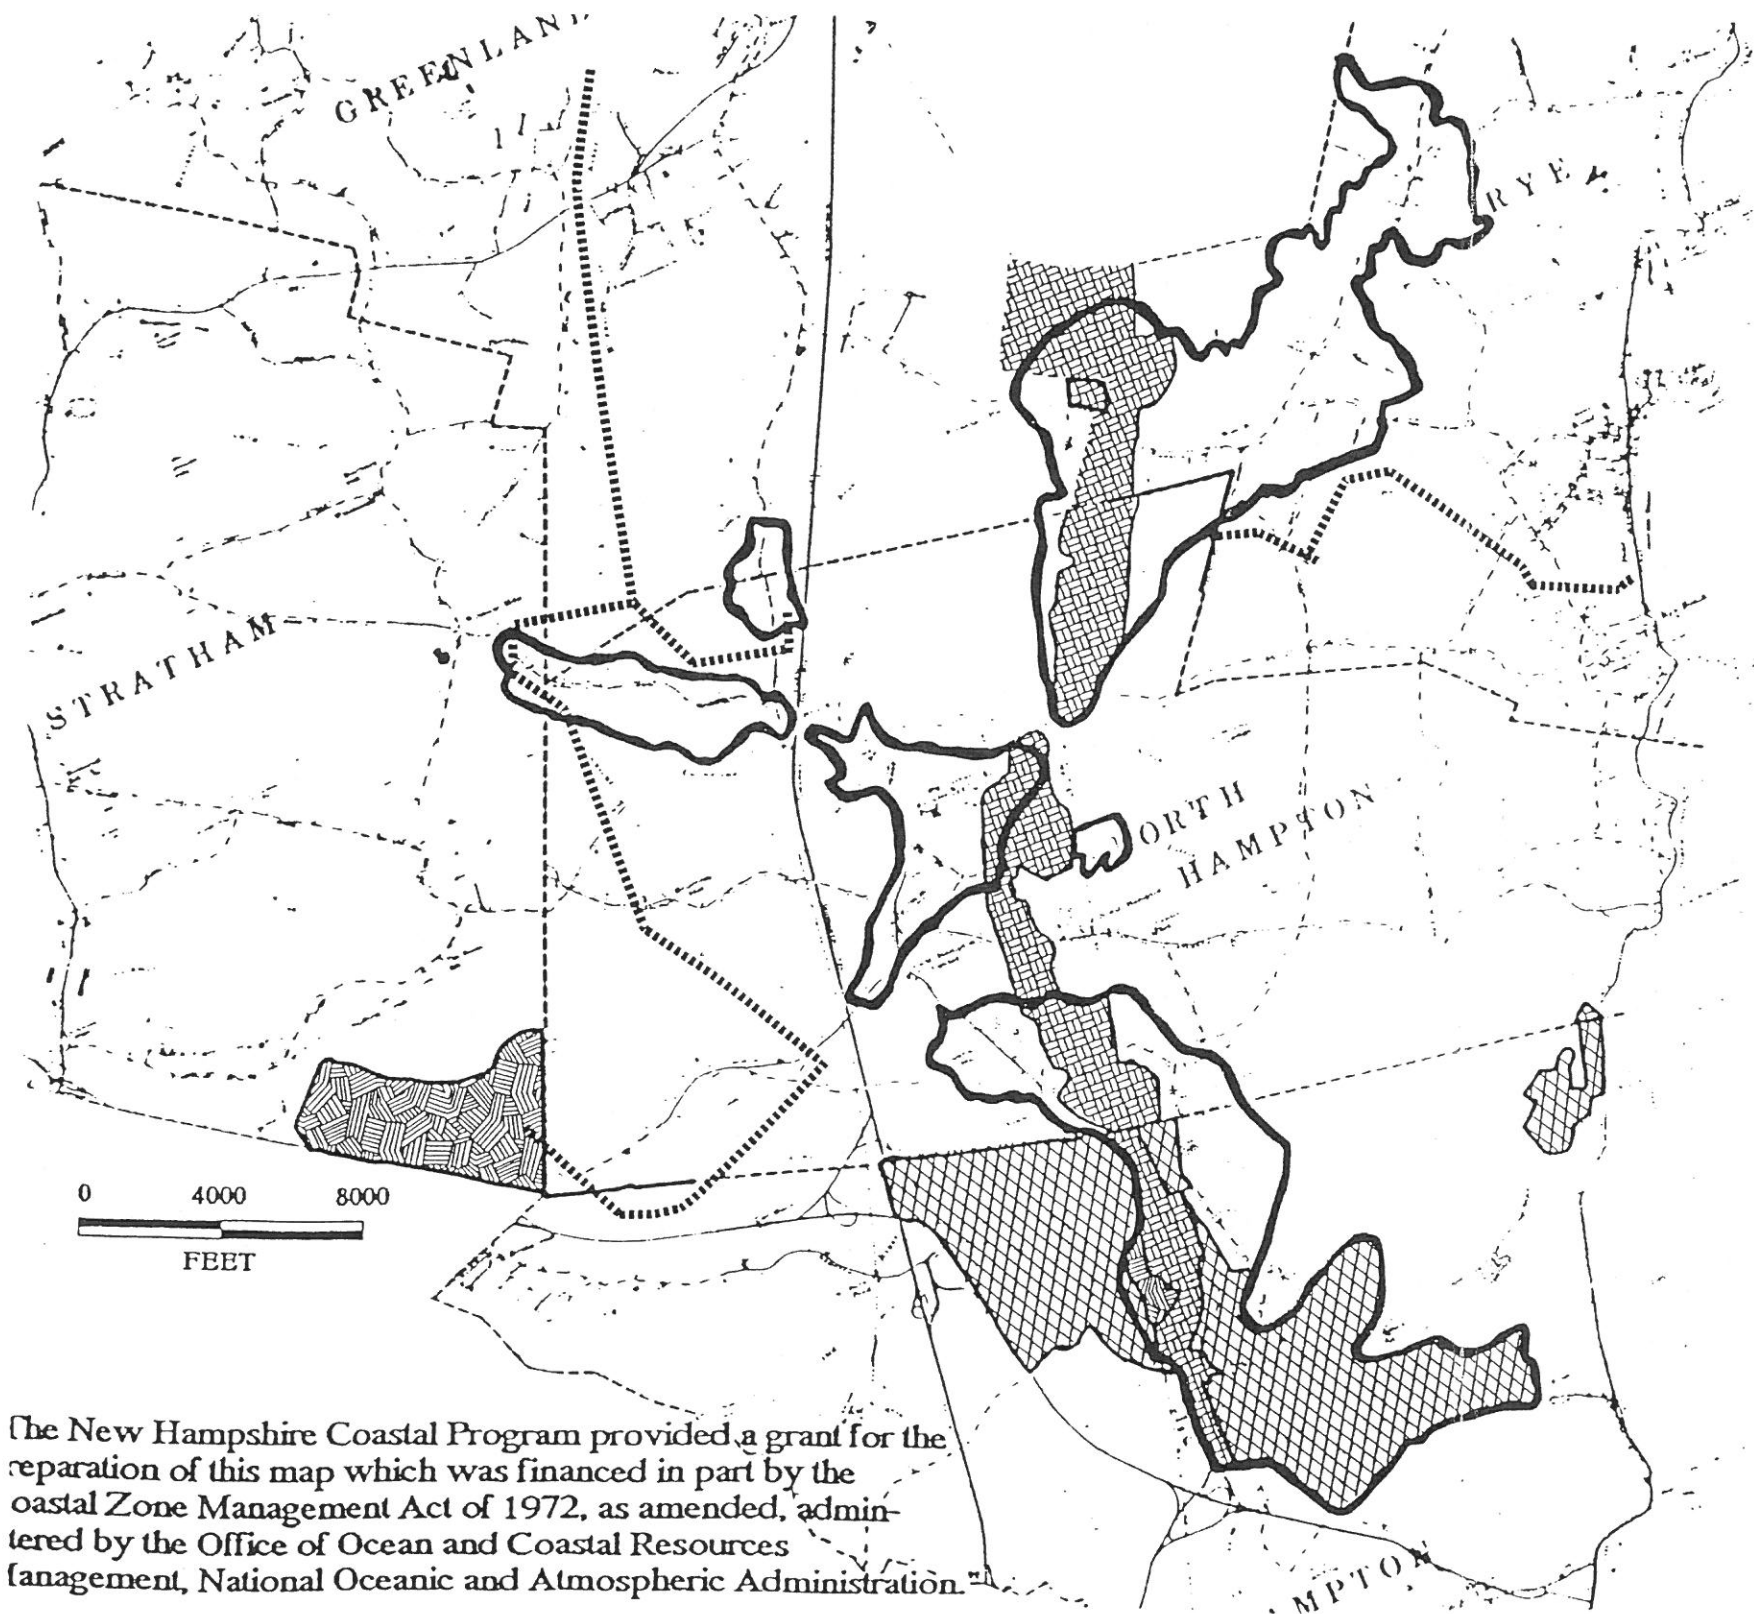 GREENLAN
RYE
STRATHAM
ORTH
HAMPTON
0 4000 8000
FEET
The New Hampshire Coastal Program provided a grant for the
reparation of this map which was financed in part by the
oastal Zone Management Act of 1972, as amended, admin-
tered by the Office of Ocean and Coastal Resources
anagement, National Oceanic and Atmospheric Administration."
MPTON